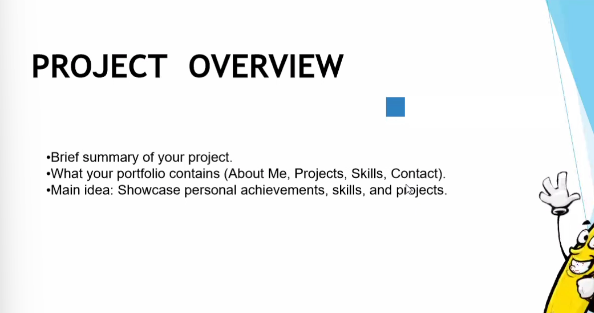 PROJECT OVERVIEW
•Brief summary of your project.
•What your portfolio contains (About Me, Projects, Skills, Contact).
•Main idea: Showcase personal achievements, skills, and projects.